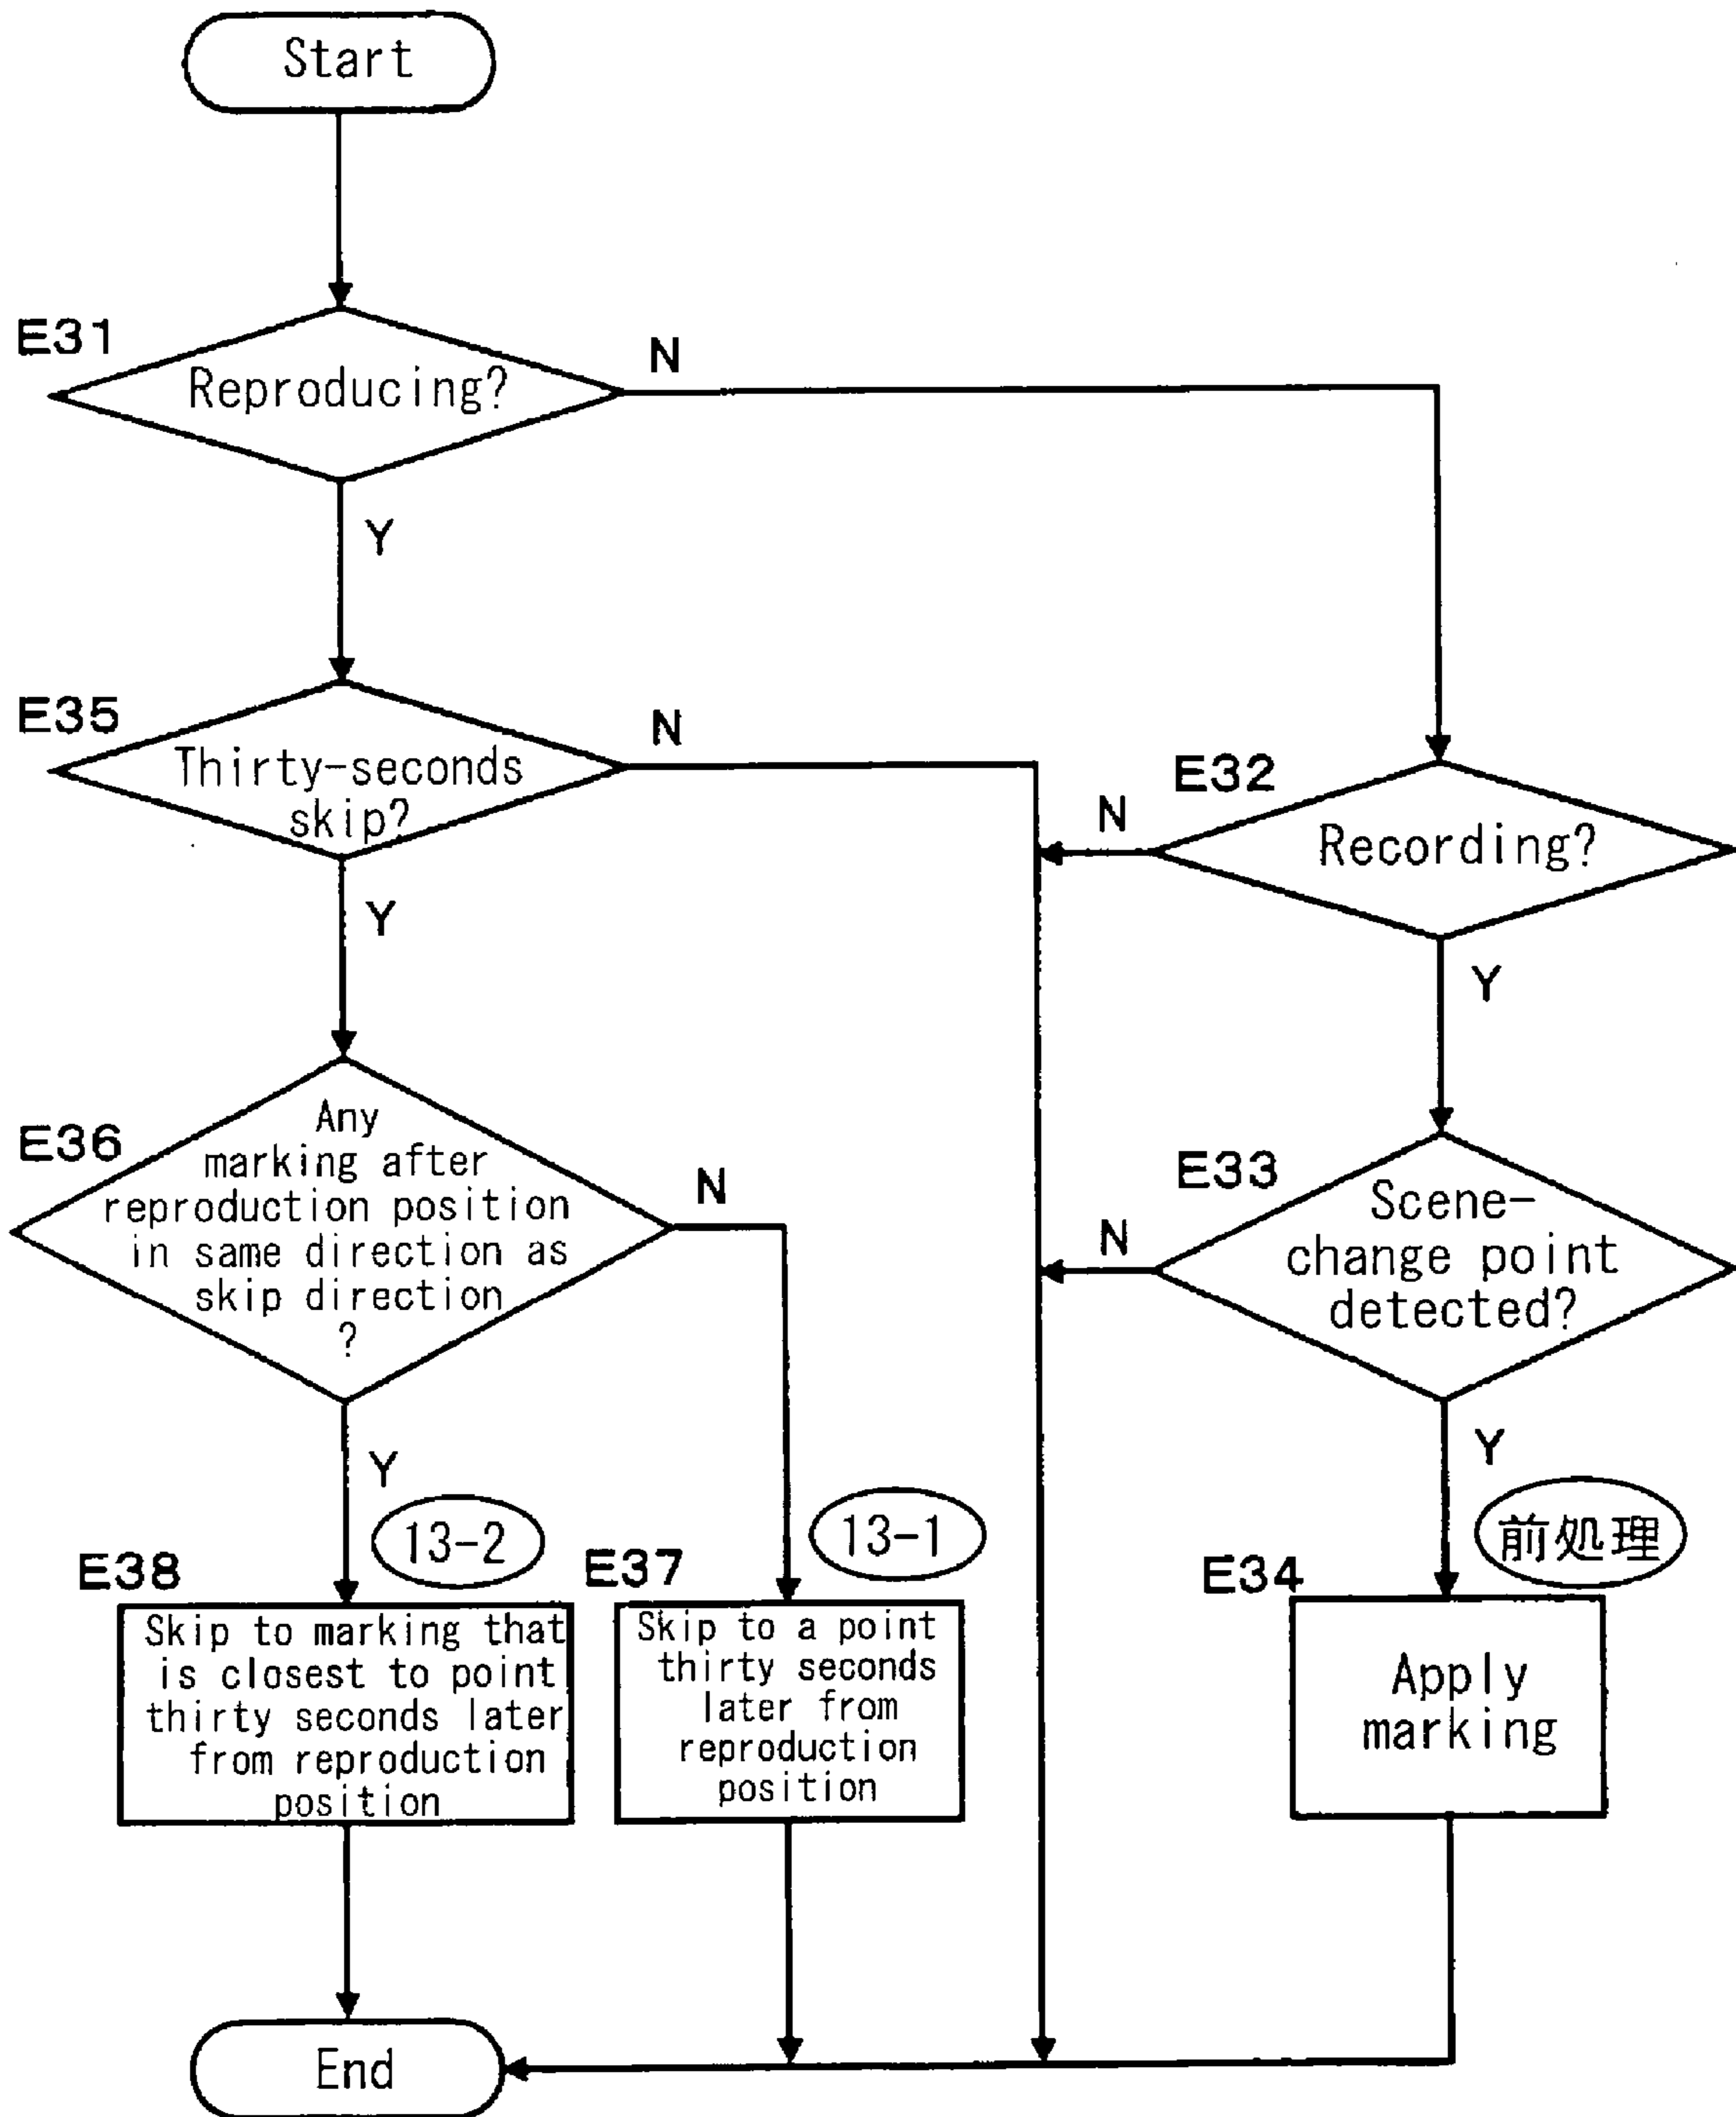 Start
E31
Reproducing?
N
Y
E35
Thirty-seconds
skip?
N
Y
E32
Recording?
N
Y
E36
Any
marking after
reproduction position
in same direction as
skip direction
?
N
Y
E33
Scene-
change point
detected?
N
Y
13-2
E38
Skip to marking that
is closest to point
thirty seconds later
from reproduction
position
13-1
E37
Skip to a point
thirty seconds
later from
reproduction
position
前処理
E34
Apply
marking
End